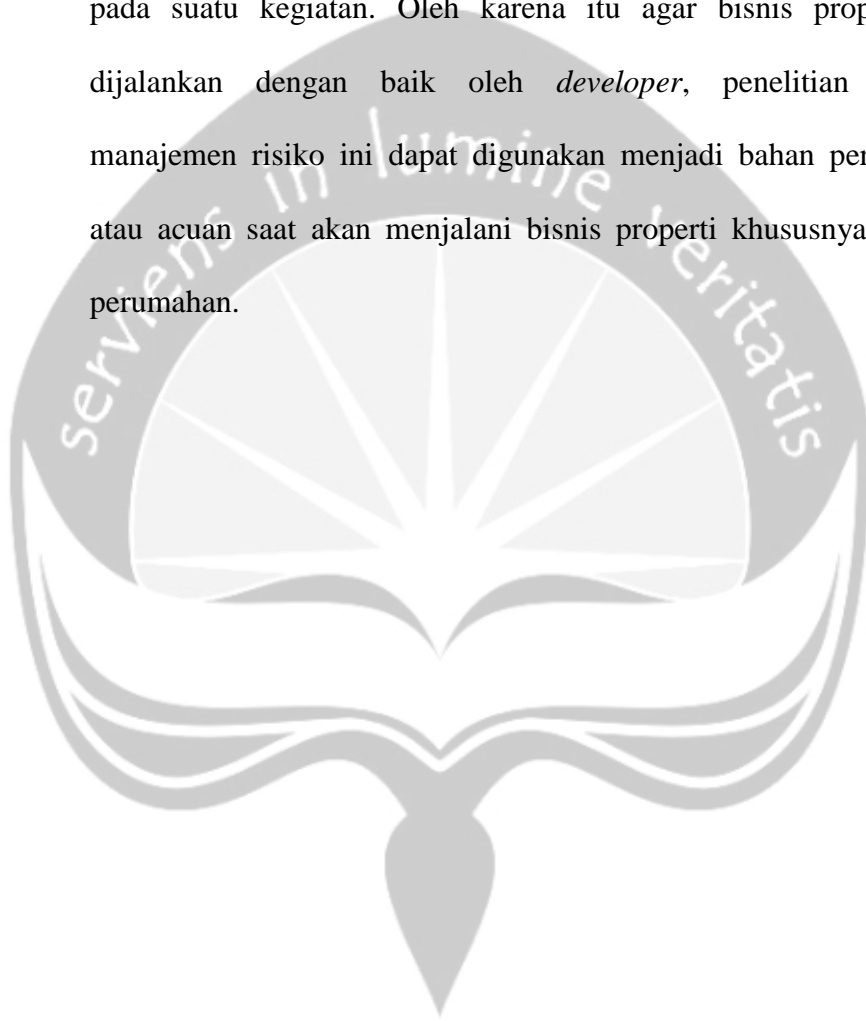 pada suatu kegiatan. Oleh karena itu agar bisnis prop
dijalankan dengan baik oleh developer, penelitian
manajemen risiko ini dapat digunakan menjadi bahan per
atau acuan saat akan menjalani bisnis properti khususnya
perumahan.
serviens in lumine veritatis